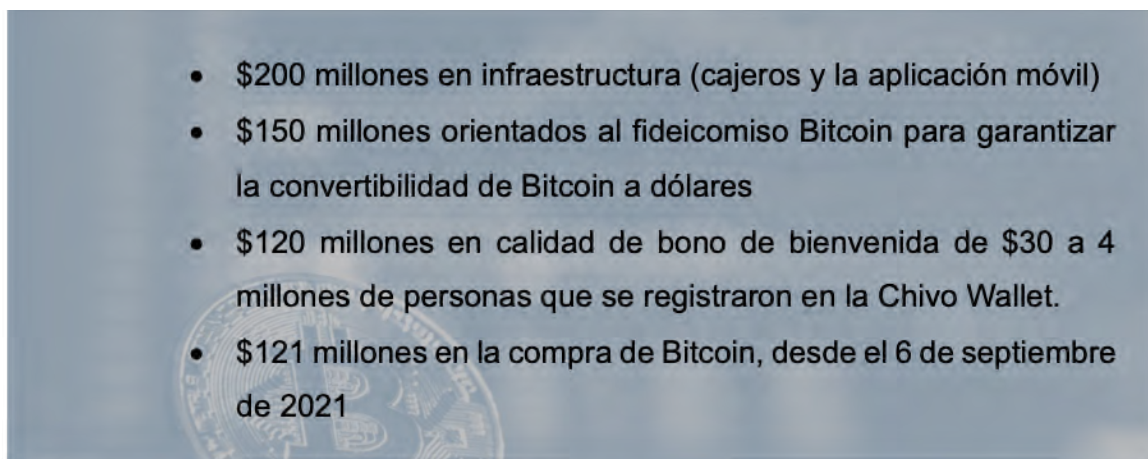 • $200 millones en infraestructura (cajeros y la aplicación móvil)
• $150 millones orientados al fideicomiso Bitcoin para garantizar
la convertibilidad de Bitcoin a dólares
• $120 millones en calidad de bono de bienvenida de $30 a 4
millones de personas que se registraron en la Chivo Wallet.
• $121 millones en la compra de Bitcoin, desde el 6 de septiembre
de 2021